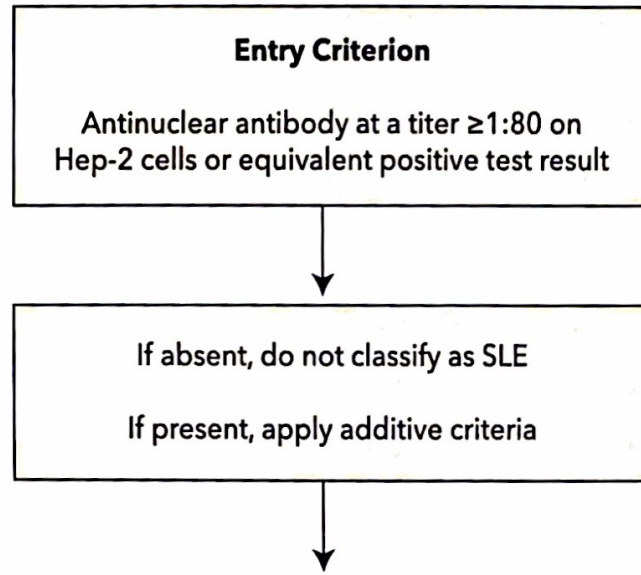 Entry Criterion
Antinuclear antibody at a titer ≥1:80 on
Hep-2 cells or equivalent positive test result
If absent, do not classify as SLE
If present, apply additive criteria